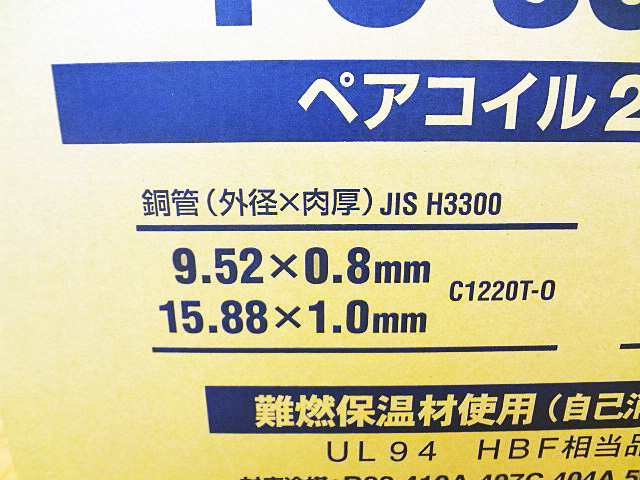 ペアコイル2
銅管（外径×肉厚）JIS H3300
9.52×0.8mm
C1220T-O
15.88×1.0mm
難燃保温材使用（自己消
UL94 HBF相当品